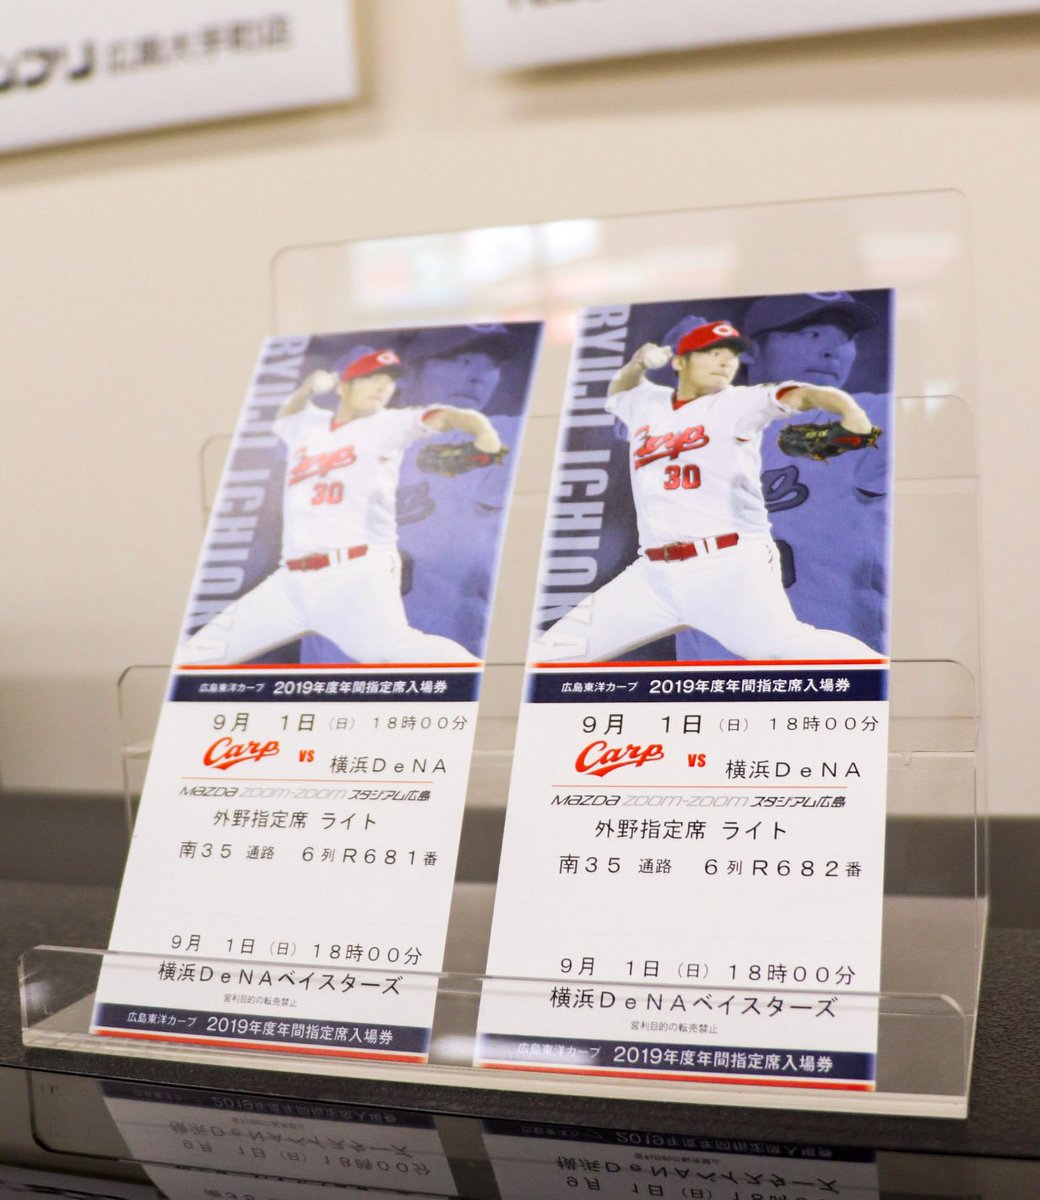 ンプリ 広島大手町店
RYUJI ICHIOKA
Carp
30
広島東洋カープ 2019年度年間指定席入場券
9月 1日(日) 18時00分
Carp vs 横浜DeNA
MAZDA ZOOM-ZOOM スタジアム広島
外野指定席 ライト
南35 通路 6列R681番
9月 1日(日) 18時00分
横浜DeNAベイスターズ
営利目的の転売禁止
広島東洋カープ 2019年度年間指定席入場券
RYUJI ICHIOKA
Carp
30
広島東洋カープ 2019年度年間指定席入場券
9月 1日(日) 18時00分
Carp vs 横浜DeNA
MAZDA ZOOM-ZOOM スタジアム広島
外野指定席 ライト
南35 通路 6列R682番
9月 1日(日) 18時00分
横浜DeNAベイスターズ
営利目的の転売禁止
広島東洋カープ 2019年度年間指定席入場券